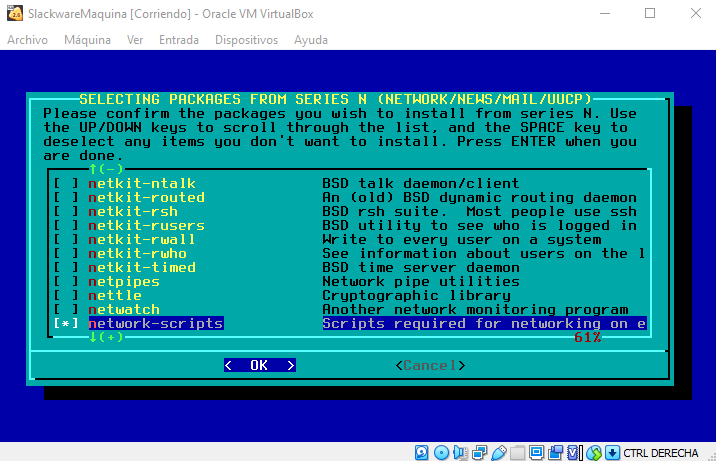 SlackwareMaquina [Corriendo] - Oracle VM VirtualBox
Archivo Máquina Ver Entrada Dispositivos Ayuda
SELECTING PACKAGES FROM SERIES N (NETWORK/NEWS/MAIL/UUCP)
Please confirm the packages you wish to install from series N. Use
the UP/DOWN keys to scroll through the list, and the SPACE key to
deselect any items you don't want to install. Press ENTER when you
are done.
↑(-)
[ ] netkit-ntalk BSD talk daemon/client
[ ] netkit-routed An (old) BSD dynamic routing daemon
[ ] netkit-rsh BSD rsh suite.  Most people use ssh
[ ] netkit-rusers BSD utility to see who is logged in
[ ] netkit-rwall Write to every user on a system
[ ] netkit-rwho See information about users on the l
[ ] netkit-timed BSD time server daemon
[ ] netpipes Network pipe utilities
[ ] nettle Cryptographic library
[ ] netwatch Another network monitoring program
[*] network-scripts Scripts required for networking on e
↓(+) 61%
< OK > <Cancel>
CTRL DERECHA